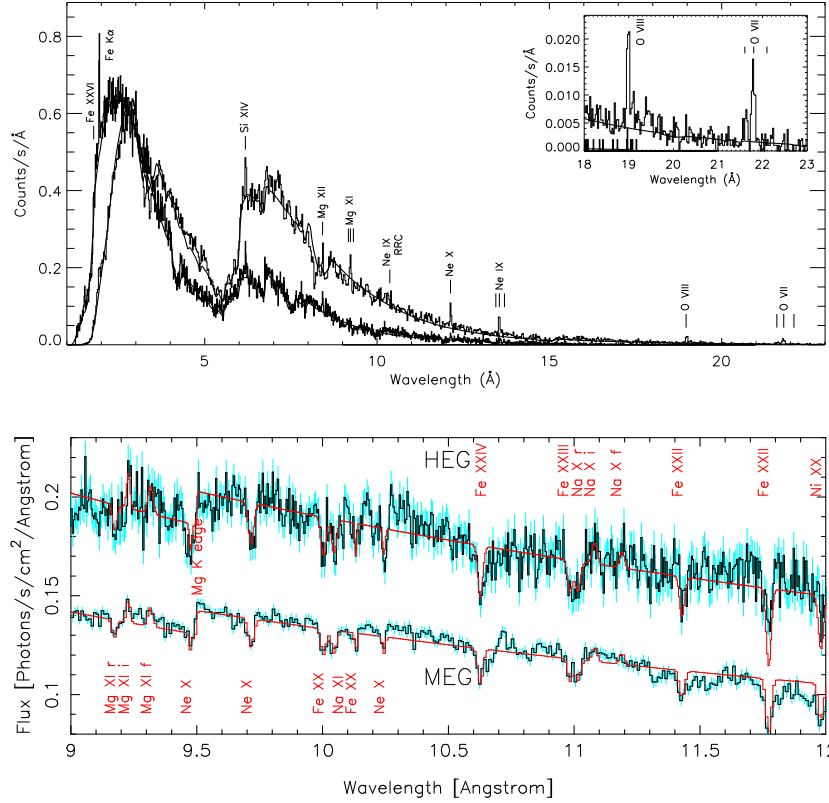 0.8
0.6
0.4
0.2
0.0
Counts/s/Å
Fe XXVI
Fe Kα
Si XIV
Mg XII
Mg XI
Ne IX
RRC
Ne X
Ne IX
O VIII
O VII
5
10
15
20
Wavelength (Å)
0.025
0.020
0.015
0.010
0.005
0.000
Counts/s/Å
O VIII
O VII
18
19
20
21
22
23
Wavelength (Å)
Flux [Photons/s/cm²/Angstrom]
0.2
0.15
0.1
HEG
MEG
Fe XXIV
Fe XXIII
Na X r
Na X i
Na X f
Fe XXII
Fe XXII
Ni XX
Mg K edge
Mg XI r
Mg XI i
Mg XI f
Ne X
Ne X
Fe XX
Na XI
Fe XX
Ne X
9
9.5
10
10.5
11
11.5
12
Wavelength [Angstrom]